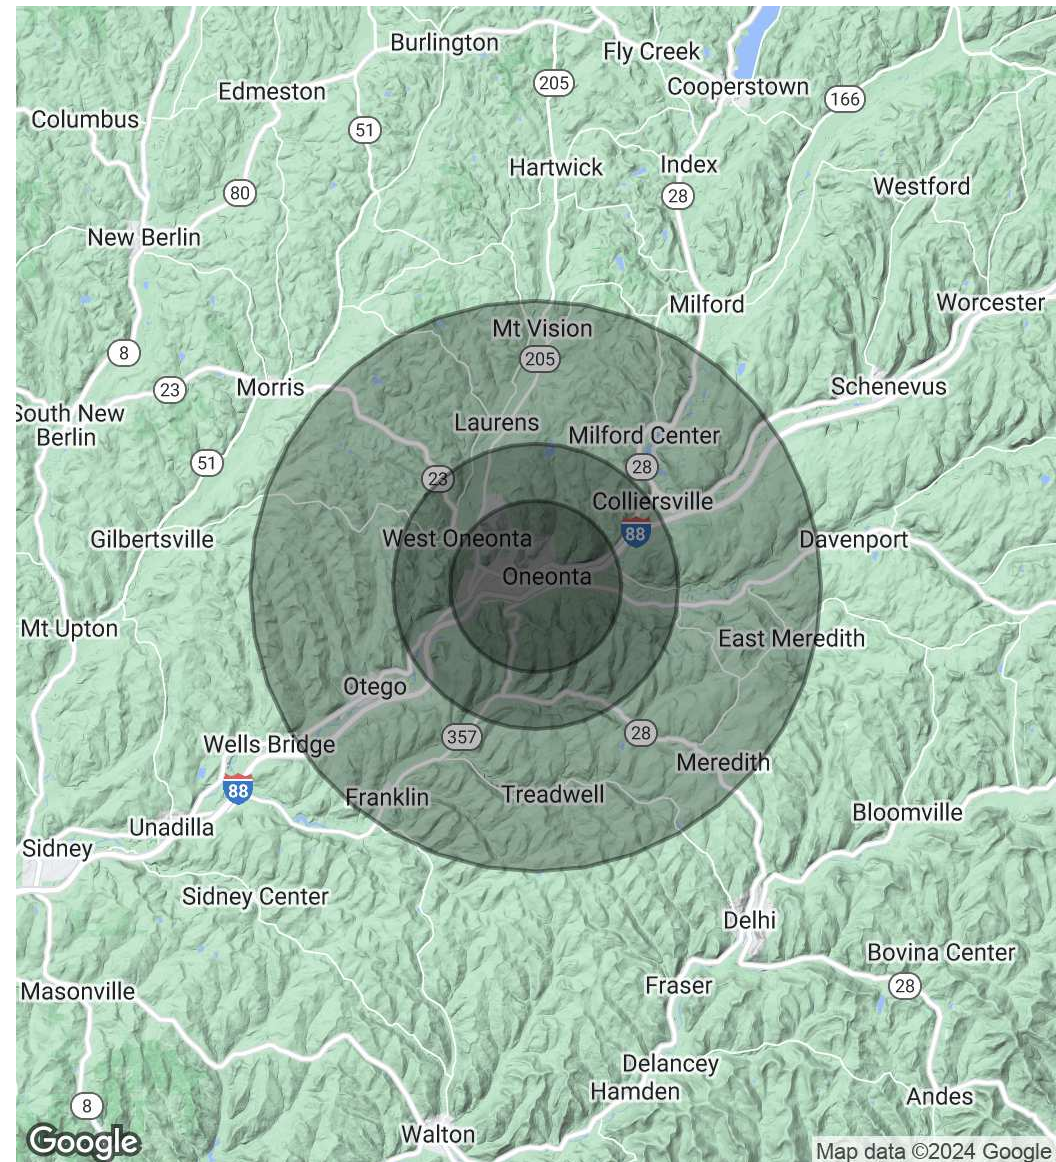 Burlington
Fly Creek
205
Cooperstown
Edmeston
166
Columbus
51
Hartwick
Index
28
Westford
80
New Berlin
Milford
Worcester
Mt Vision
205
8
23
Morris
Schenevus
South New
Berlin
Laurens
Milford Center
51
28
23
Colliersville
88
Gilbertsville
West Oneonta
Davenport
Oneonta
Mt Upton
East Meredith
Otego
357
28
Wells Bridge
Meredith
88
Franklin
Treadwell
Bloomville
Unadilla
Sidney
Sidney Center
Delhi
Bovina Center
Fraser
28
Masonville
Delancey
Hamden
Andes
8
Walton
Google
Map data ©2024 Google